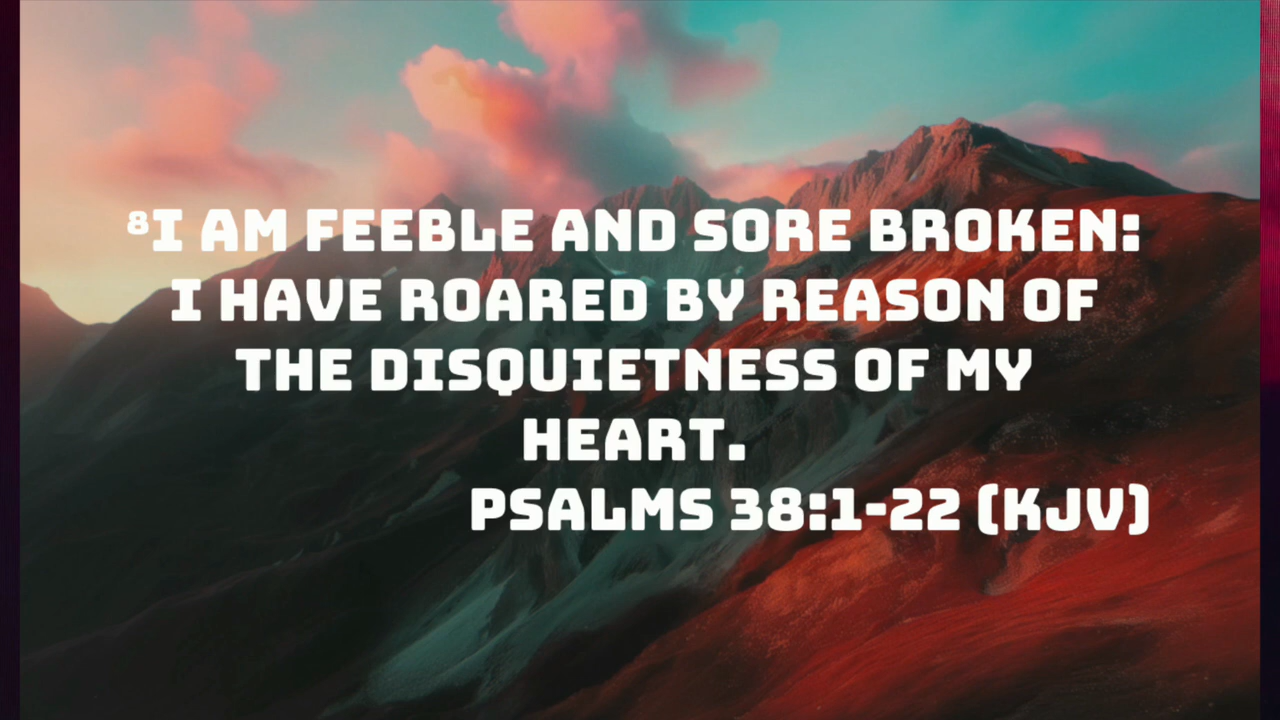 ⁸I AM FEEBLE AND SORE BROKEN:
I HAVE ROARED BY REASON OF
THE DISQUIETNESS OF MY
HEART.
PSALMS 38:1-22 (KJV)